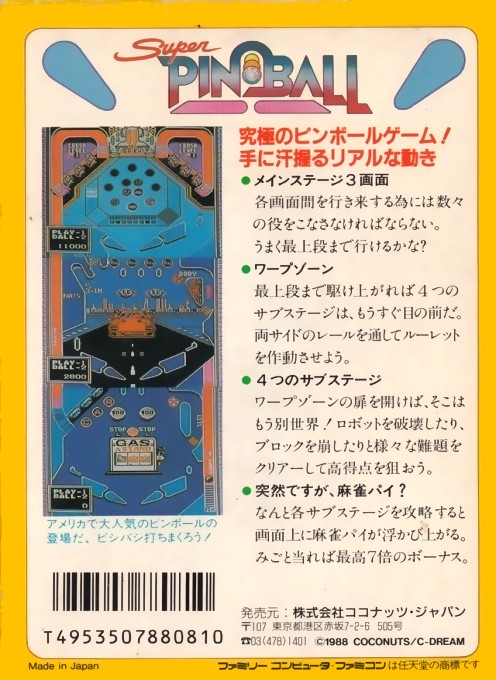 Super
PINBALL
究極のピンボールゲーム!
手に汗握るリアルな動き
●メインステージ3画面
各画面間を行き来する為には数々
の役をこなさなければならない。
うまく最上段まで行けるかな?
●ワープゾーン
最上段まで駆け上がれば4つの
サブステージは、もうすぐ目の前だ。
両サイドのレールを通してルーレット
を作動させよう。
●4つのサブステージ
ワープゾーンの扉を開けば、そこは
もう別世界!ロボットを破壊したり、
ブロックを崩したりと様々な難題を
クリアーして高得点を狙おう。
●突然ですが、麻雀パイ?
なんと各サブステージを攻略すると
画面上に麻雀パイが浮かび上がる。
みごと当れば最高7倍のボーナス。
PLAY-1
BALL-2
11000
BODY
3-IN
NATS
PLAY-1
BALL-2
2800
CAB
100
100
STOP
STOP
GAS
STAND
PLAY-1
BALL-2
0
アメリカで大人気のピンボールの
登場だ、ビシバシ打ちまくろう!
T4953507880810
発売元:株式会社ココナッツ・ジャパン
〒107 東京都港区赤坂7-2-6 505号
☎03(478)1401 ©1988 COCONUTS/C-DREAM
Made in Japan
ファミリーコンピュータ・ファミコンは任天堂の商標です